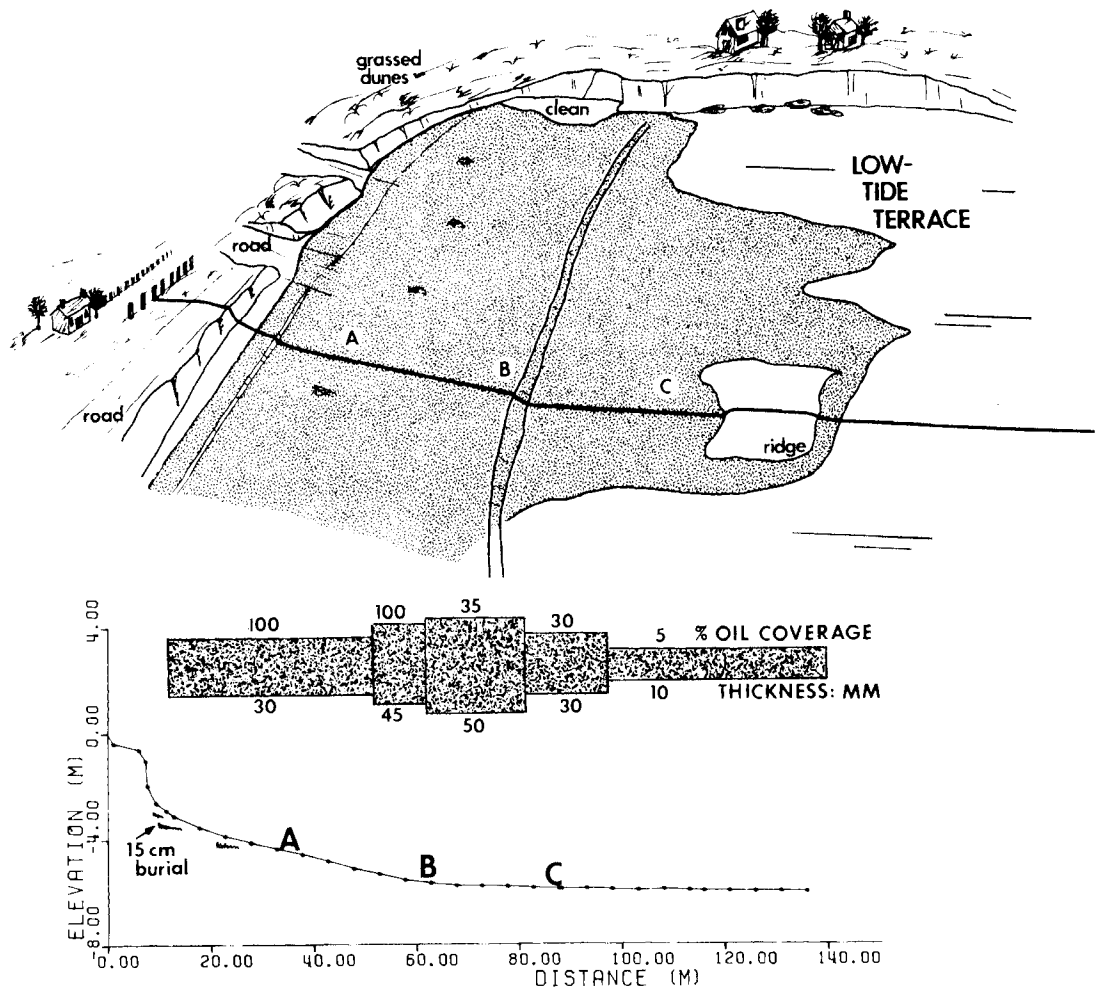 grassed
dunes
clean
LOW-
TIDE
TERRACE
road
A
B
C
road
ridge
100
100
35
30
5
% OIL COVERAGE
30
45
50
30
10
THICKNESS: MM
4.00
0.00
-4.00
8.00
ELEVATION (M)
15 cm
burial
A
B
C
0.00
20.00
40.00
60.00
80.00
100.00
120.00
140.00
DISTANCE (M)